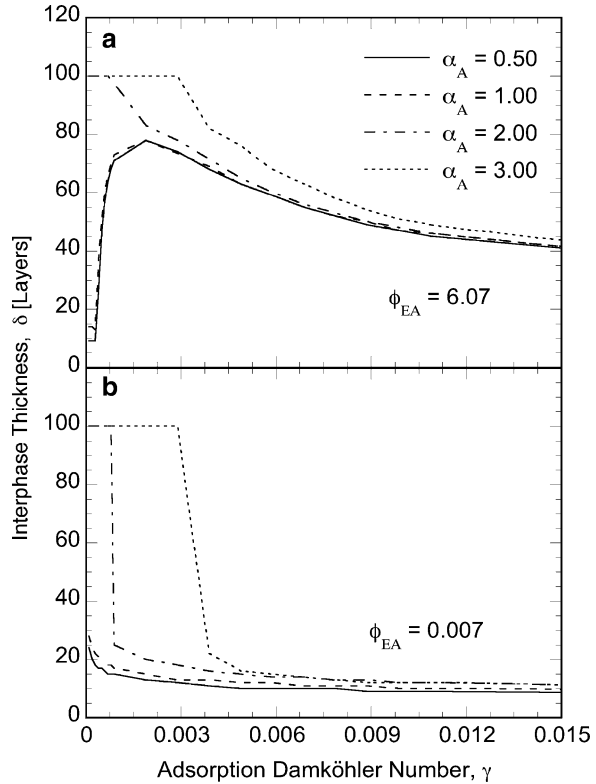 120
a
α_A = 0.50
α_A = 1.00
α_A = 2.00
α_A = 3.00
100
80
60
40
20
0
ϕ_EA = 6.07
Interphase Thickness, δ [Layers]
b
100
80
60
40
20
0
ϕ_EA = 0.007
0 0.003 0.006 0.009 0.012 0.015
Adsorption Damköhler Number, γ